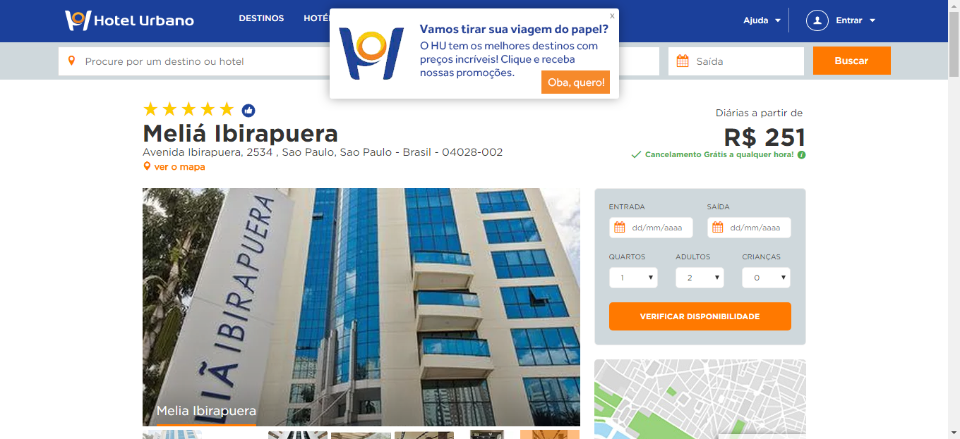 Hotel Urbano
DESTINOS
HOTÉ
Ajuda
Entrar
x
Vamos tirar sua viagem do papel?
O HU tem os melhores destinos com
preços incríveis! Clique e receba
nossas promoções.
Oba, quero!
Procure por um destino ou hotel
Saída
Buscar
Meliá Ibirapuera
Avenida Ibirapuera, 2534 , Sao Paulo, Sao Paulo - Brasil - 04028-002
ver o mapa
Diárias a partir de
R$ 251
Cancelamento Grátis a qualquer hora! i
LIÃ IBIRAPUERA
Melia Ibirapuera
ENTRADA
SAÍDA
dd/mm/aaaa
dd/mm/aaaa
QUARTOS
ADULTOS
CRIANÇAS
1
2
0
VERIFICAR DISPONIBILIDADE